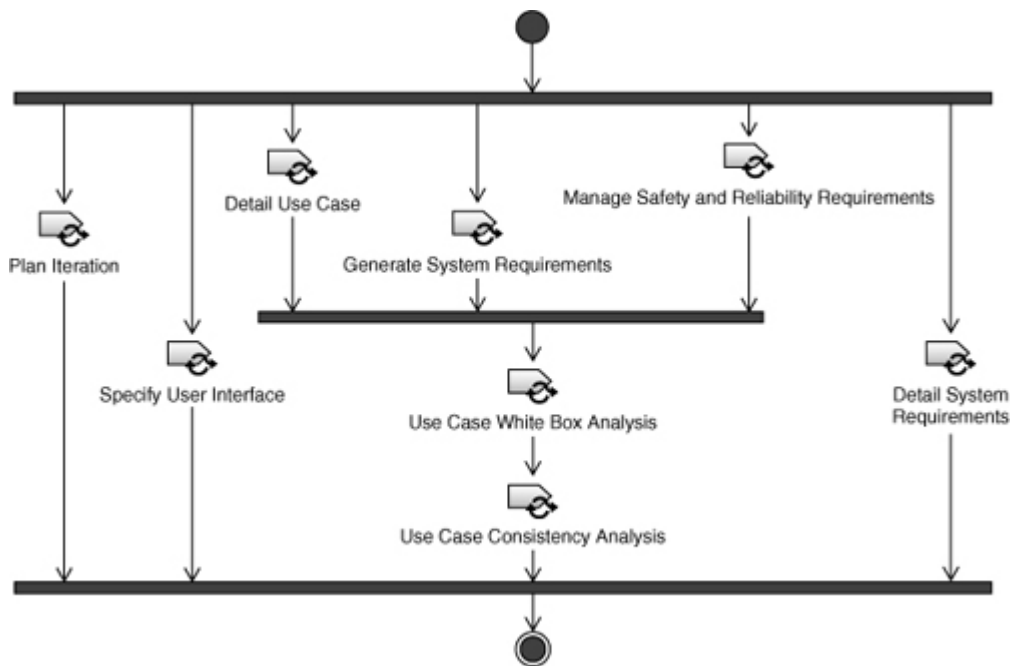 Detail Use Case
Manage Safety and Reliability Requirements
Plan Iteration
Generate System Requirements
Specify User Interface
Detail System
Requirements
Use Case White Box Analysis
Use Case Consistency Analysis